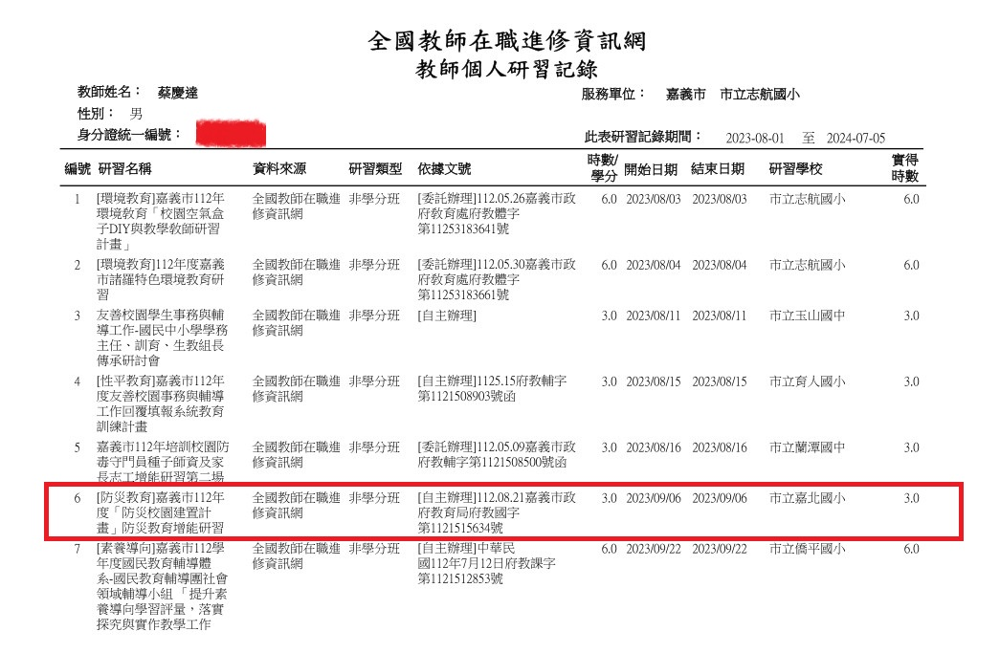 全國教師在職進修資訊網
教師個人研習記錄
教師姓名： 蔡慶達 服務單位： 嘉義市 市立志航國小
性別： 男
身分證統一編號： 此表研習記錄期間： 2023-08-01 至 2024-07-05
編號 研習名稱 資料來源 研習類型 依據文號 時數/ 開始日期 結束日期 研習學校 實得
學分 時數
1 [環境教育]嘉義市112年 全國教師在職進 非學分班 [委託辦理]112.05.26嘉義市政 6.0 2023/08/03 2023/08/03 市立志航國小 6.0
環境教育「校園空氣盒 修資訊網 府教育處府教體字
子DIY與教學教師研習 第11253183641號
計畫」
2 [環境教育]112年度嘉義 全國教師在職進 非學分班 [委託辦理]112.05.30嘉義市政 6.0 2023/08/04 2023/08/04 市立志航國小 6.0
市諸羅特色環境教育研 修資訊網 府教育處府教體字
習 第11253183661號
3 友善校園學生事務與輔 全國教師在職進 非學分班 [自主辦理] 3.0 2023/08/11 2023/08/11 市立玉山國中 3.0
導工作-國民中小學學務 修資訊網
主任、訓育、生教組長
傳承研討會
4 [性平教育]嘉義市112年 全國教師在職進 非學分班 [自主辦理]1125.15府教輔字 3.0 2023/08/15 2023/08/15 市立育人國小 3.0
度友善校園事務與輔導 修資訊網 第1121508903號函
工作回覆填報系統教育
訓練計畫
5 嘉義市112年培訓校園防 全國教師在職進 非學分班 [委託辦理]112.05.09嘉義市政 3.0 2023/08/16 2023/08/16 市立蘭潭國中 3.0
毒守門員種子師資及家 修資訊網 府教輔字第1121508500號函
長志工增能研習第二場
6 [防災教育]嘉義市112年 全國教師在職進 非學分班 [自主辦理]112.08.21嘉義市政 3.0 2023/09/06 2023/09/06 市立嘉北國小 3.0
度「防災校園建置計 修資訊網 府教育局府教國字
畫」防災教育增能研習 第1121515634號
7 [素養導向]嘉義市112學 全國教師在職進 非學分班 [自主辦理]中華民 6.0 2023/09/22 2023/09/22 市立僑平國小 6.0
年度國民教育輔導體 修資訊網 國112年7月12日府教課字
系-國民教育輔導團社會 第1121512853號
領域輔導小組「提升素
養導向學習評量，落實
探究與實作教學工作